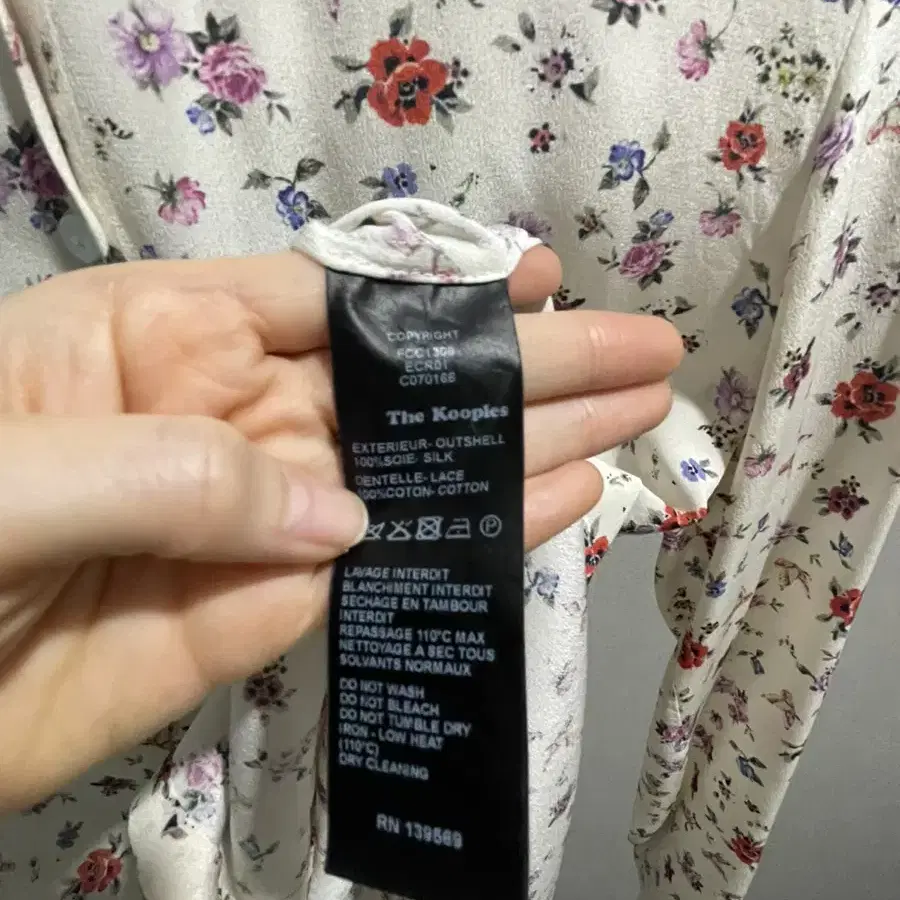 COPYRIGHT
FCC1308
ECR01
C070166
The Kooples
EXTERIEUR- OUTSHELL
100%SOIE- SILK
DENTELLE- LACE
100%COTON- COTTON
P
LAVAGE INTERDIT
BLANCHIMENT INTERDIT
SECHAGE EN TAMBOUR
INTERDIT
REPASSAGE 110°C MAX
NETTOYAGE A SEC TOUS
SOLVANTS NORMAUX
DO NOT WASH
DO NOT BLEACH
DO NOT TUMBLE DRY
IRON - LOW HEAT
(110°C)
DRY CLEANING
RN 139569